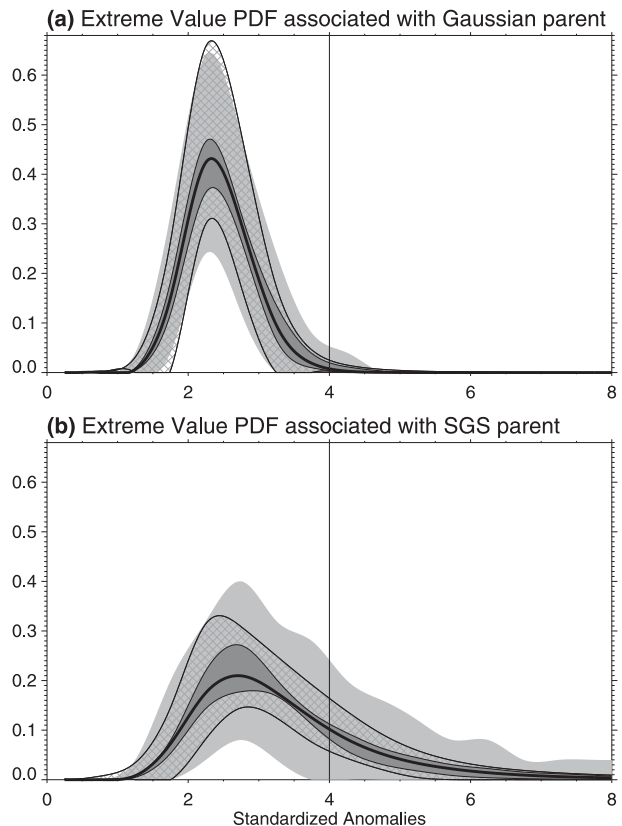 (a) Extreme Value PDF associated with Gaussian parent
0.6
0.5
0.4
0.3
0.2
0.1
0.0
0 2 4 6 8
(b) Extreme Value PDF associated with SGS parent
0.6
0.5
0.4
0.3
0.2
0.1
0.0
0 2 4 6 8
Standardized Anomalies